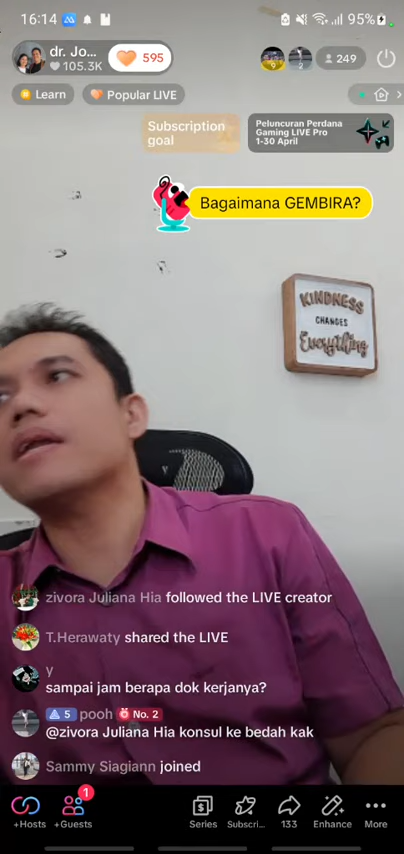 16:14
95%
dr. Jo...
105.3K
595
9
2
249
Learn
Popular LIVE
Subscription
goal
Peluncuran Perdana
Gaming LIVE Pro
1-30 April
Bagaimana GEMBIRA?
KINDNESS
CHANGES
Everything
zivora Juliana Hia followed the LIVE creator
T.Herawaty shared the LIVE
y
sampai jam berapa dok kerjanya?
5 pooh No. 2
@zivora Juliana Hia konsul ke bedah kak
Sammy Siagiann joined
1
+Hosts
+Guests
Series
Subscri...
133
Enhance
More